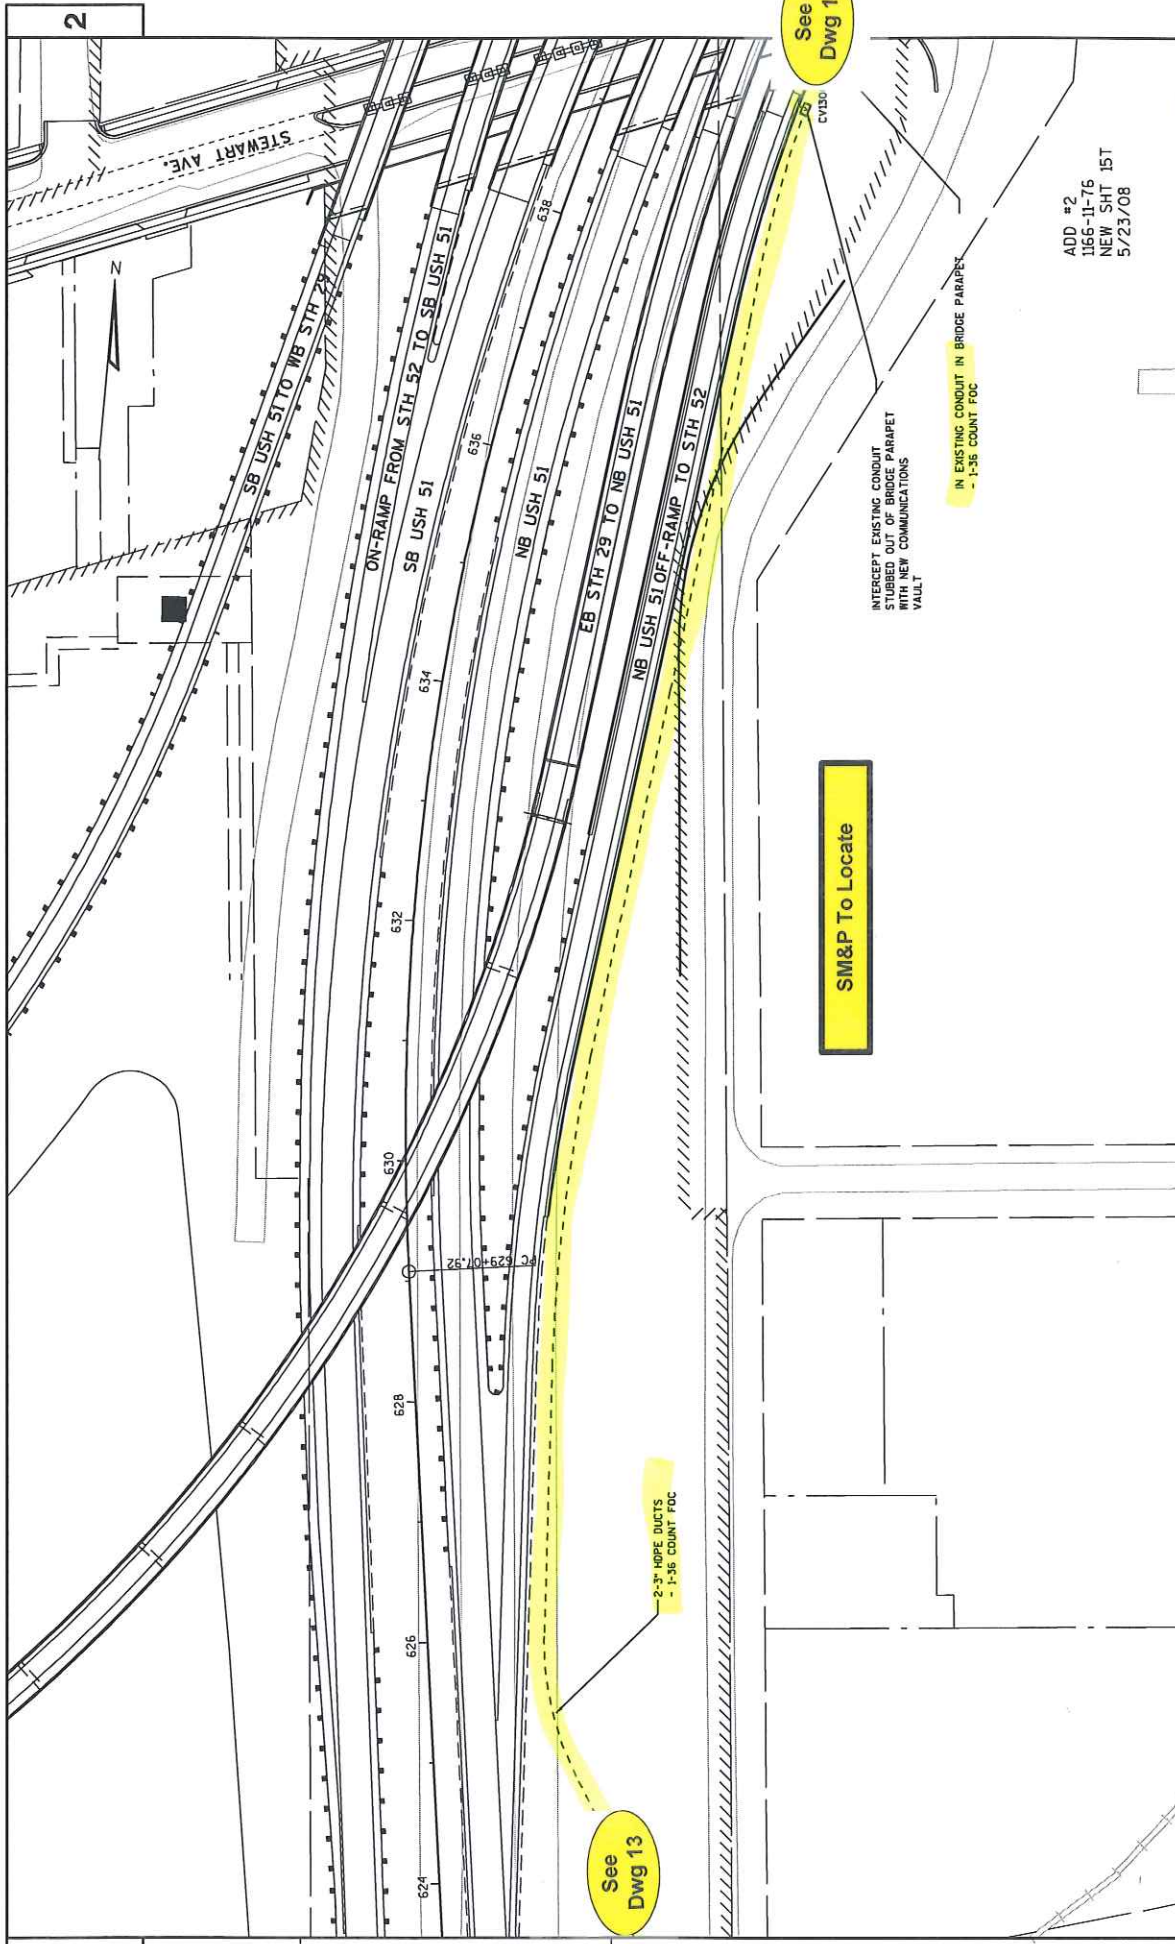 2
See
Dwg 1
STEWART AVE.
N
SB USH 51 TO WB STH 29
ON-RAMP FROM STH 52 TO SB USH 51
SB USH 51
NB USH 51
EB STH 29 TO NB USH 51
NB USH 51 OFF-RAMP TO STH 52
624
626
628
630
632
634
636
638
PC 629+07.92
CV130
INTERCEPT EXISTING CONDUIT
STUBBED OUT OF BRIDGE PARAPET
WITH NEW COMMUNICATIONS
VAULT
IN EXISTING CONDUIT IN BRIDGE PARAPET
- 1-36 COUNT FOC
2-3" HDPE DUCTS
- 1-36 COUNT FOC
SM&P To Locate
See
Dwg 13
ADD #2
1166-11-76
NEW SHT 15T
5/23/08